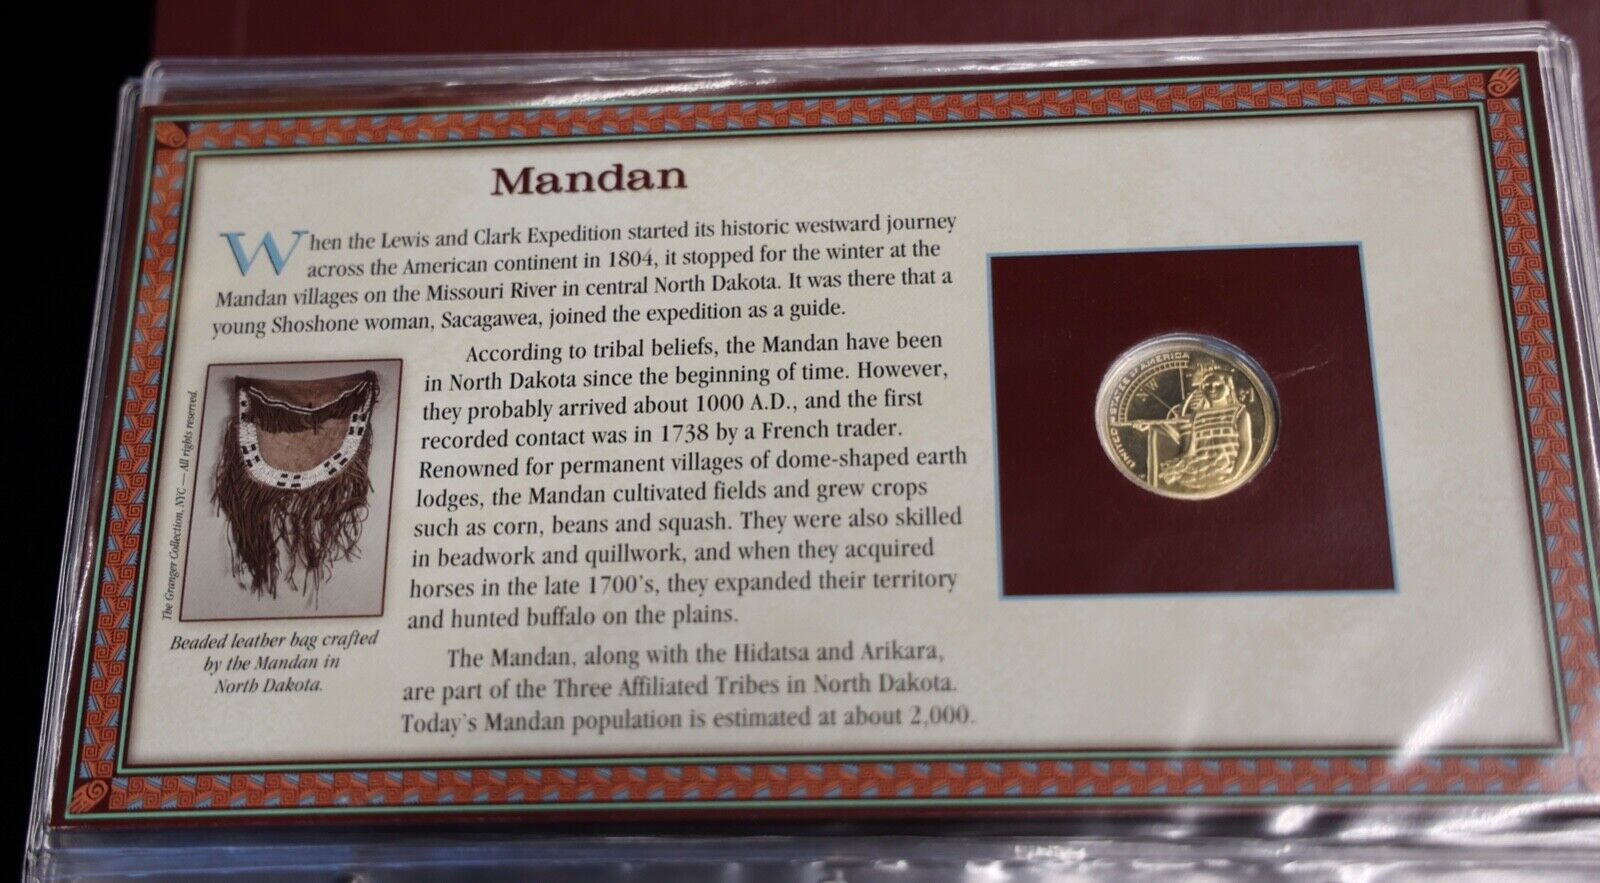 Mandan
When the Lewis and Clark Expedition started its historic westward journey
across the American continent in 1804, it stopped for the winter at the
Mandan villages on the Missouri River in central North Dakota. It was there that a
young Shoshone woman, Sacagawea, joined the expedition as a guide.
According to tribal beliefs, the Mandan have been
in North Dakota since the beginning of time. However,
they probably arrived about 1000 A.D., and the first
recorded contact was in 1738 by a French trader.
Renowned for permanent villages of dome-shaped earth
lodges, the Mandan cultivated fields and grew crops
such as corn, beans and squash. They were also skilled
in beadwork and quillwork, and when they acquired
horses in the late 1700's, they expanded their territory
and hunted buffalo on the plains.
The Mandan, along with the Hidatsa and Arikara,
are part of the Three Affiliated Tribes in North Dakota.
Today's Mandan population is estimated at about 2,000.
The Granger Collection, NYC — All rights reserved.
Beaded leather bag crafted
by the Mandan in
North Dakota.
UNITED STATES OF AMERICA
N W